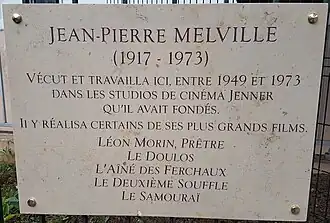 JEAN-PIERRE MELVILLE
(1917 - 1973)
VÉCUT ET TRAVAILLA ICI, ENTRE 1949 ET 1973
DANS LES STUDIOS DE CINÉMA JENNER
QU'IL AVAIT FONDÉS.
IL Y RÉALISA CERTAINS DE SES PLUS GRANDS FILMS.
LÉON MORIN, PRÊTRE
LE DOULOS
L'AÎNÉ DES FERCHAUX
LE DEUXIÈME SOUFFLE
LE SAMOURAÏ